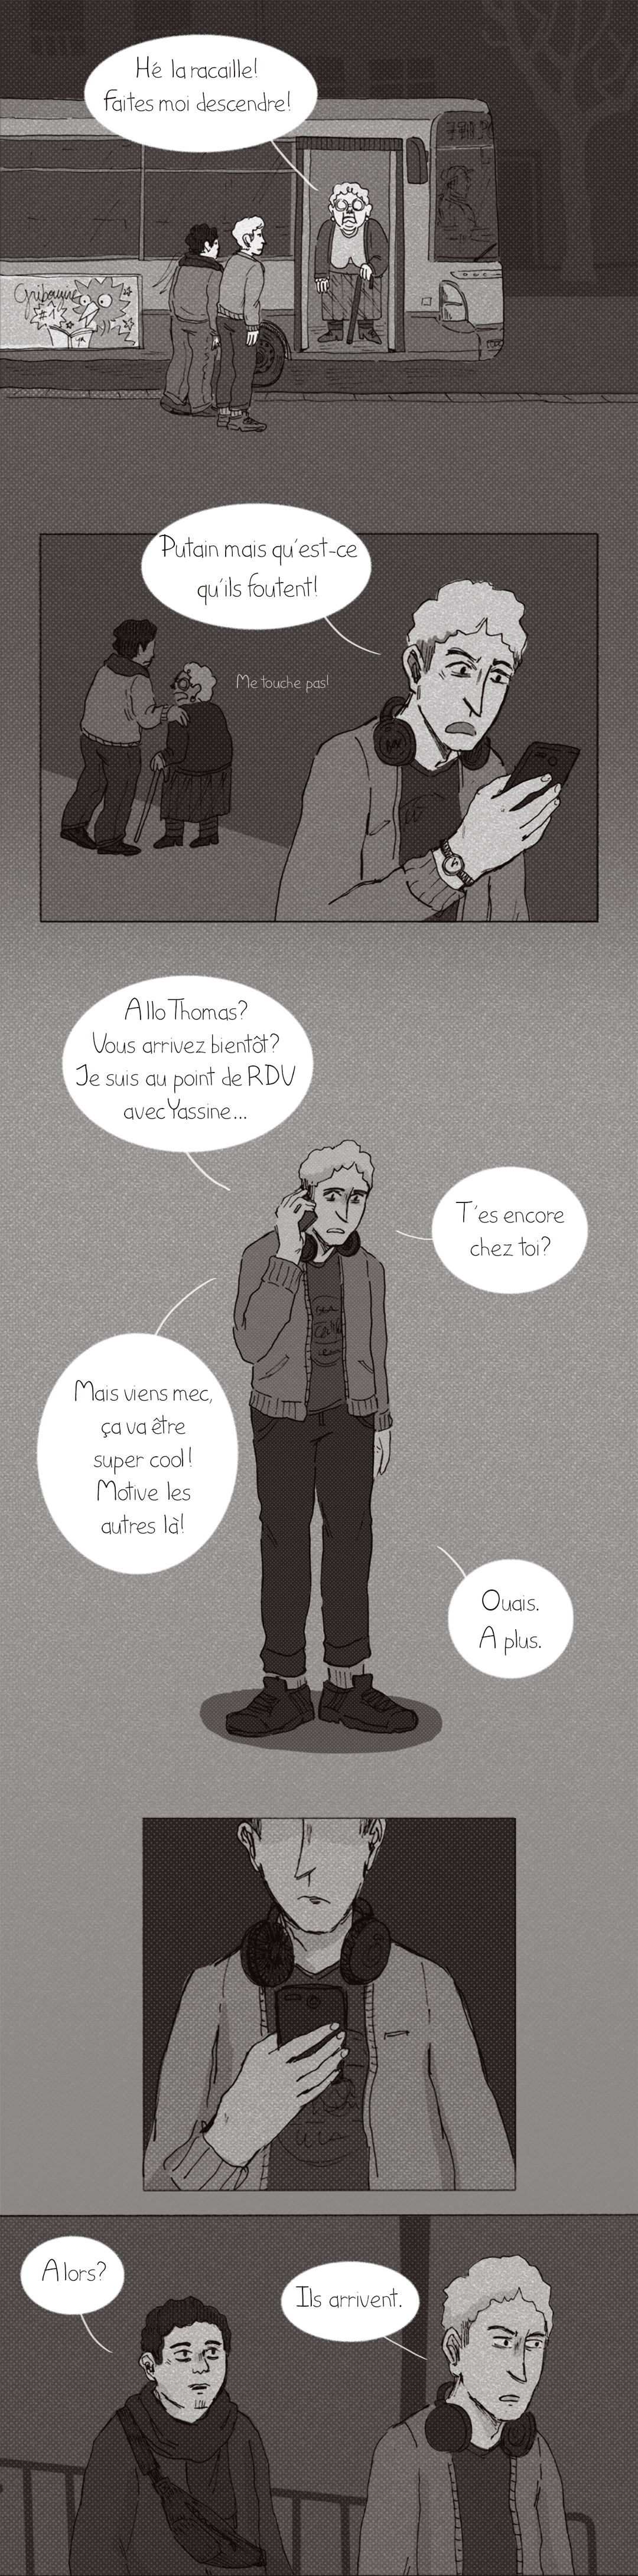 Hé la racaille!
Faites moi descendre!
Gribouine
Putain mais qu'est-ce
qu'ils foutent!
Me touche pas!
Allo Thomas?
Vous arrivez bientôt?
Je suis au point de RDV
avec Yassine...
T'es encore
chez toi?
Mais viens mec,
ça va être
super cool!
Motive les
autres là!
Ouais.
A plus.
Alors?
Ils arrivent.